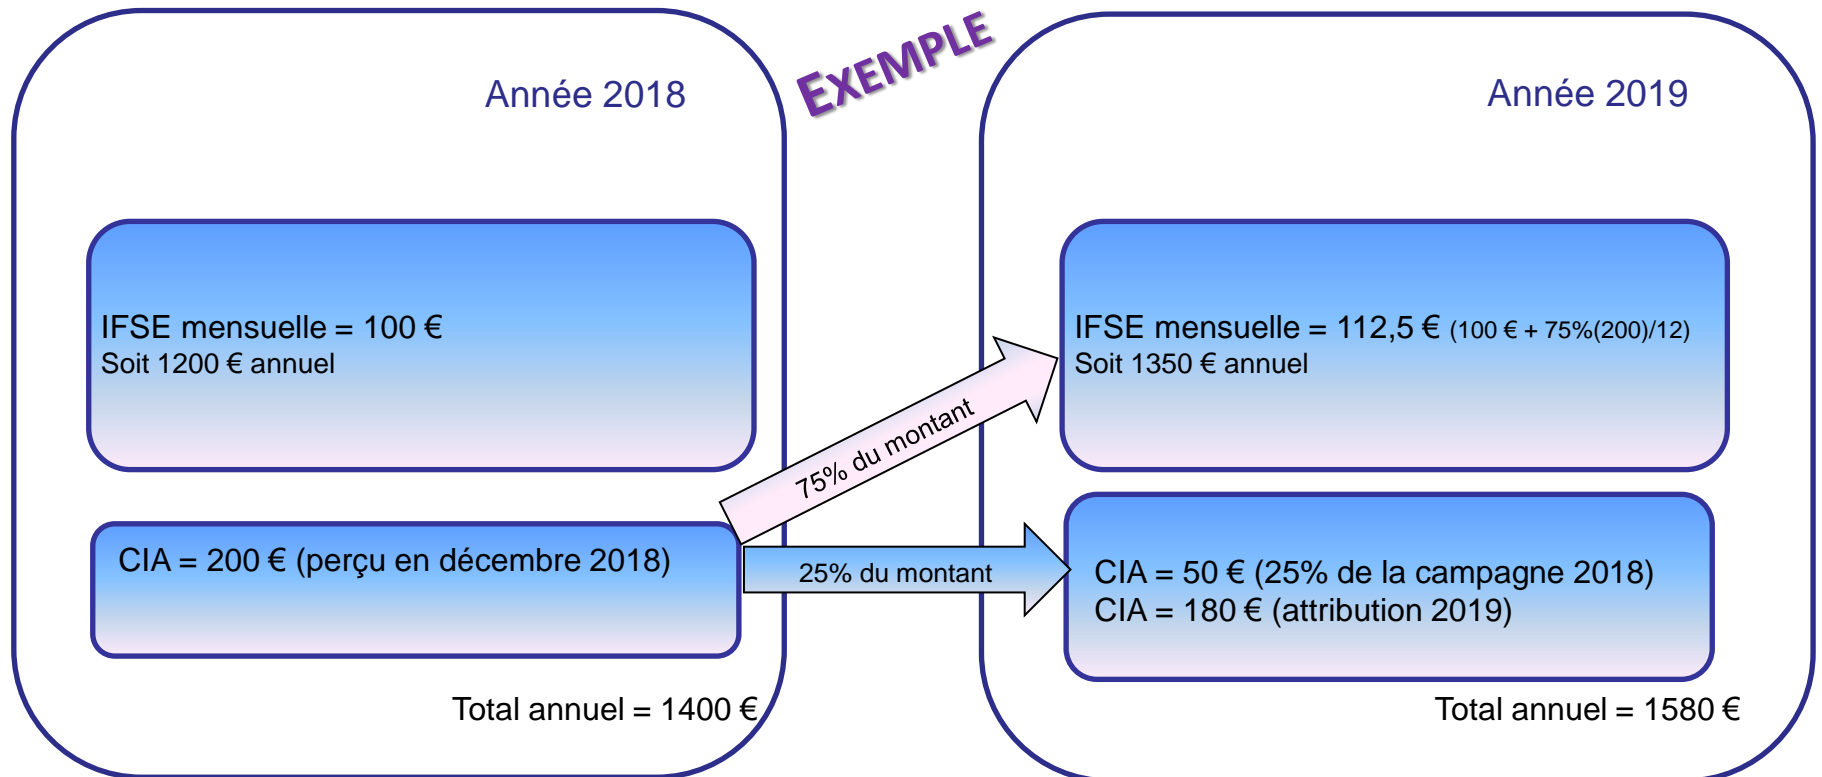 EXEMPLE
Année 2018
IFSE mensuelle = 100 €
Soit 1200 € annuel
CIA = 200 € (perçu en décembre 2018)
Total annuel = 1400 €
75% du montant
25% du montant
Année 2019
IFSE mensuelle = 112,5 € (100 € + 75%(200)/12)
Soit 1350 € annuel
CIA = 50 € (25% de la campagne 2018)
CIA = 180 € (attribution 2019)
Total annuel = 1580 €